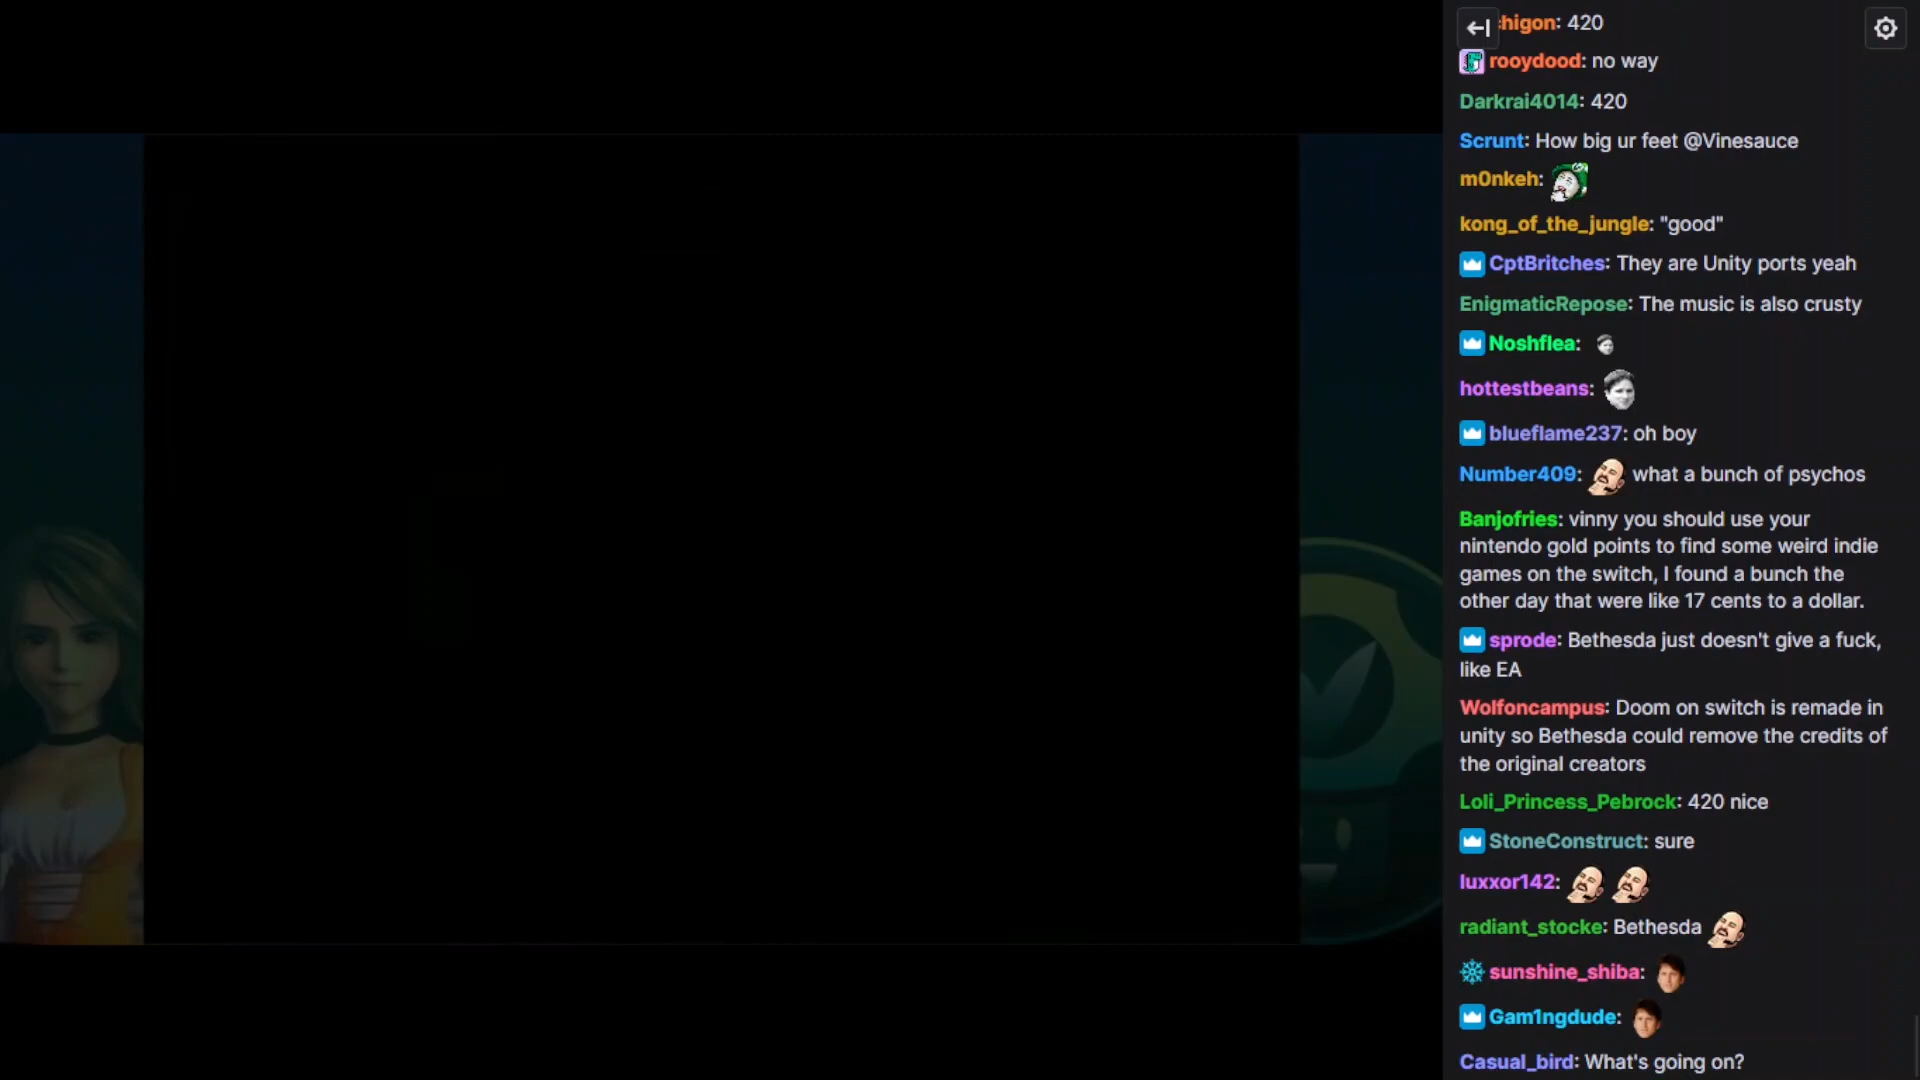 higon: 420
rooydood: no way
Darkrai4014: 420
Scrunt: How big ur feet @Vinesauce
m0nkeh:
kong_of_the_jungle: "good"
CptBritches: They are Unity ports yeah
EnigmaticRepose: The music is also crusty
Noshflea:
hottestbeans:
blueflame237: oh boy
Number409: what a bunch of psychos
Banjofries: vinny you should use your
nintendo gold points to find some weird indie
games on the switch, I found a bunch the
other day that were like 17 cents to a dollar.
sprode: Bethesda just doesn't give a fuck,
like EA
Wolfoncampus: Doom on switch is remade in
unity so Bethesda could remove the credits of
the original creators
Loli_Princess_Pebrock: 420 nice
StoneConstruct: sure
luxxor142:
radiant_stocke: Bethesda
sunshine_shiba:
Gam1ngdude:
Casual_bird: What's going on?